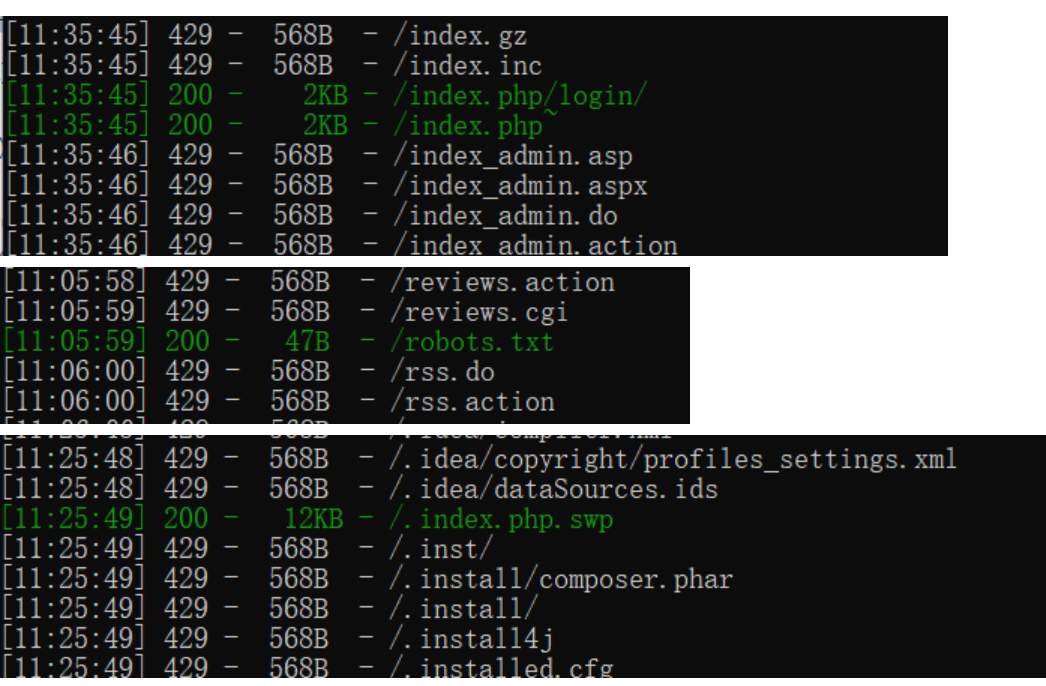 [11:35:45] 429 -  568B  - /index.gz
[11:35:45] 429 -  568B  - /index.inc
[11:35:45] 200 -    2KB - /index.php/login/
[11:35:45] 200 -    2KB - /index.php~
[11:35:46] 429 -  568B  - /index_admin.asp
[11:35:46] 429 -  568B  - /index_admin.aspx
[11:35:46] 429 -  568B  - /index_admin.do
[11:35:46] 429 -  568B  - /index_admin.action
[11:05:58] 429 -  568B  - /reviews.action
[11:05:59] 429 -  568B  - /reviews.cgi
[11:05:59] 200 -   47B  - /robots.txt
[11:06:00] 429 -  568B  - /rss.do
[11:06:00] 429 -  568B  - /rss.action
[11:25:48] 429 -  568B  - /.idea/copyright/profiles_settings.xml
[11:25:48] 429 -  568B  - /.idea/dataSources.ids
[11:25:49] 200 -   12KB - /.index.php.swp
[11:25:49] 429 -  568B  - /.inst/
[11:25:49] 429 -  568B  - /.install/composer.phar
[11:25:49] 429 -  568B  - /.install/
[11:25:49] 429 -  568B  - /.install4j
[11:25:49] 429 -  568B  - /.installed.cfg